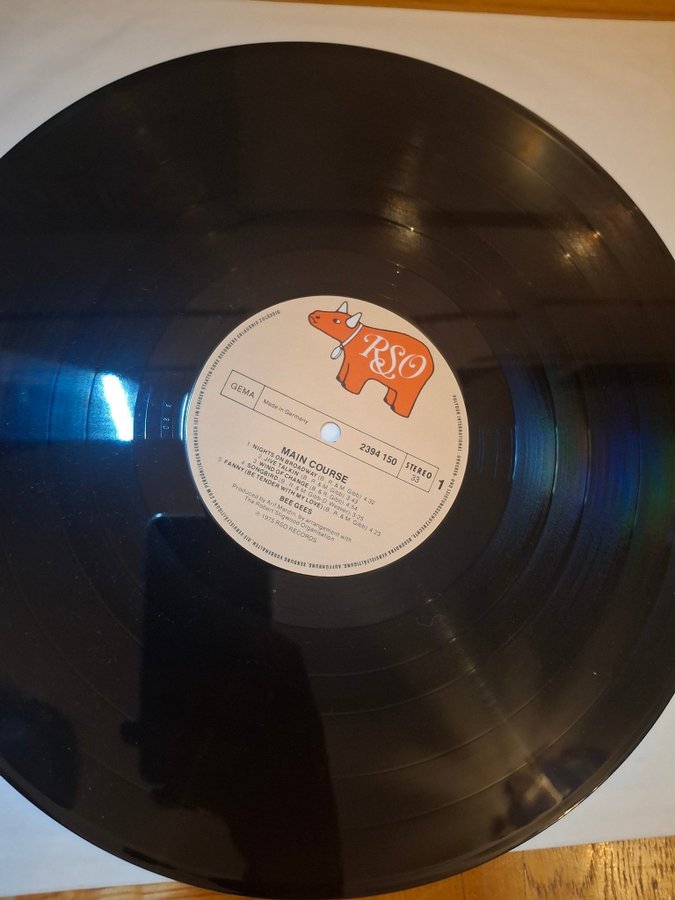 RSO
GEMA
Made in Germany
2394 150
STEREO
33
1
MAIN COURSE
1. NIGHTS ON BROADWAY (B. R. & M. Gibb) 4:32
2. JIVE TALKIN' (B. R. & M. Gibb) 3:43
3. WIND OF CHANGE (B. & R. Gibb) 4:54
4. SONGBIRD (B. R. & M. Gibb-D. Weaver) 3:35
5. FANNY (BE TENDER WITH MY LOVE) (B. R. & M. Gibb) 4:23
BEE GEES
Produced by Arif Mardin, by arrangement with
The Robert Stigwood Organisation
℗ 1975 RSO RECORDS